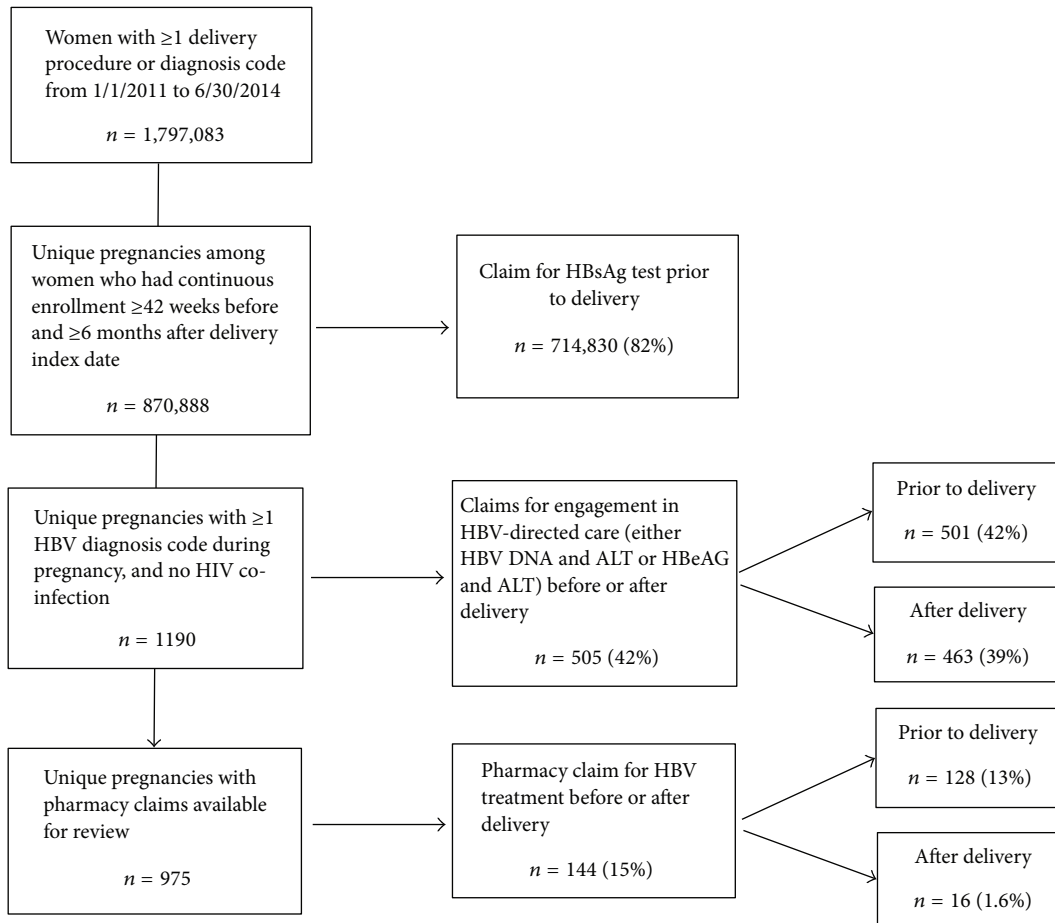 Women with ≥1 delivery
procedure or diagnosis code
from 1/1/2011 to 6/30/2014
n = 1,797,083
Unique pregnancies among
women who had continuous
enrollment ≥42 weeks before
and ≥6 months after delivery
index date
n = 870,888
Claim for HBsAg test prior
to delivery
n = 714,830 (82%)
Unique pregnancies with ≥1
HBV diagnosis code during
pregnancy, and no HIV co-
infection
n = 1190
Claims for engagement in
HBV-directed care (either
HBV DNA and ALT or HBeAG
and ALT) before or after
delivery
n = 505 (42%)
Prior to delivery
n = 501 (42%)
After delivery
n = 463 (39%)
Unique pregnancies with
pharmacy claims available
for review
n = 975
Pharmacy claim for HBV
treatment before or after
delivery
n = 144 (15%)
Prior to delivery
n = 128 (13%)
After delivery
n = 16 (1.6%)